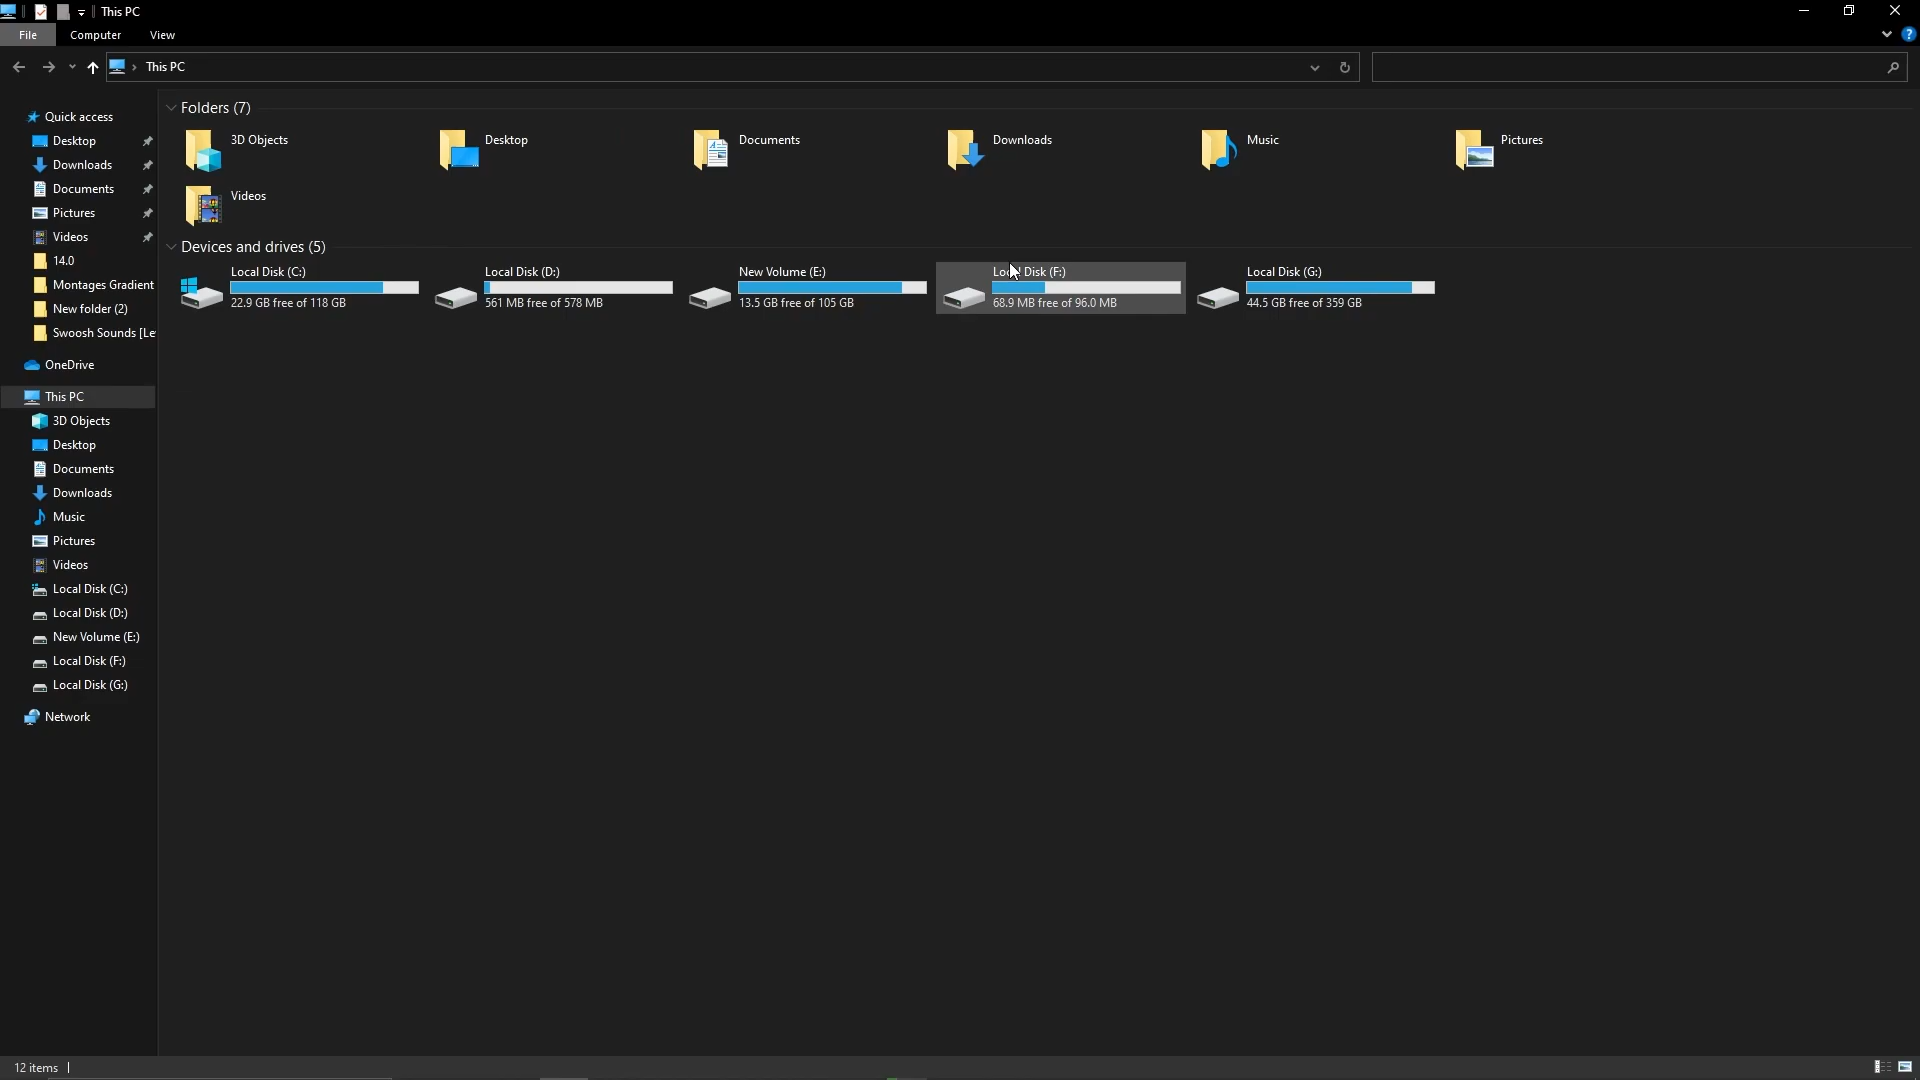 This PC
File Computer View
This PC
Quick access
Desktop
Downloads
Documents
Pictures
Videos
14.0
Montages Gradient
New folder (2)
Swoosh Sounds [Le
OneDrive
This PC
3D Objects
Desktop
Documents
Downloads
Music
Pictures
Videos
Local Disk (C:)
Local Disk (D:)
New Volume (E:)
Local Disk (F:)
Local Disk (G:)
Network
Folders (7)
3D Objects Desktop Documents Downloads Music Pictures
Videos
Devices and drives (5)
Local Disk (C:)
22.9 GB free of 118 GB
Local Disk (D:)
561 MB free of 578 MB
New Volume (E:)
13.5 GB free of 105 GB
Local Disk (F:)
68.9 MB free of 96.0 MB
Local Disk (G:)
44.5 GB free of 359 GB
12 items